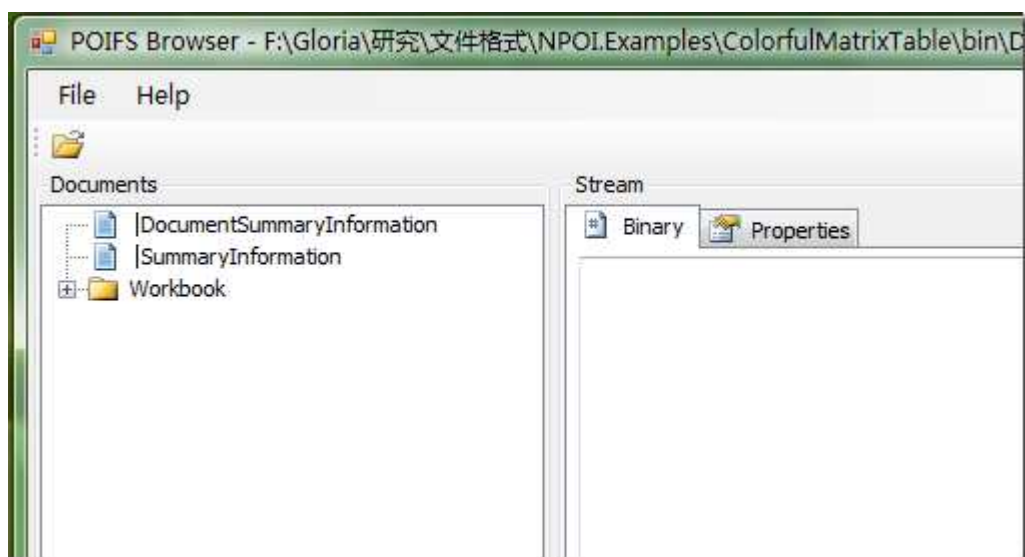 POIFS Browser - F:\Gloria\研究\文件格式\NPOI.Examples\ColorfulMatrixTable\bin\D
File Help
Documents
|DocumentSummaryInformation
|SummaryInformation
Workbook
Stream
Binary Properties